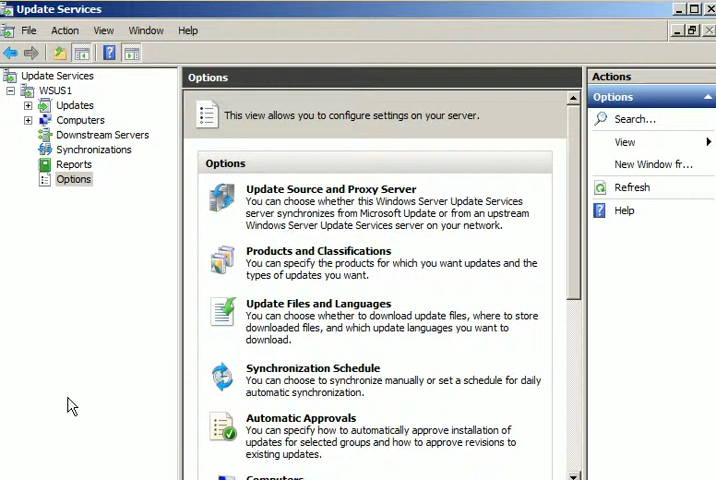 Update Services
File Action View Window Help
Update Services
WSUS1
Updates
Computers
Downstream Servers
Synchronizations
Reports
Options
Options
This view allows you to configure settings on your server.
Options
Update Source and Proxy Server
You can choose whether this Windows Server Update Services
server synchronizes from Microsoft Update or from an upstream
Windows Server Update Services server on your network.
Products and Classifications
You can specify the products for which you want updates and the
types of updates you want.
Update Files and Languages
You can choose whether to download update files, where to store
downloaded files, and which update languages you want to
download.
Synchronization Schedule
You can choose to synchronize manually or set a schedule for daily
automatic synchronization.
Automatic Approvals
You can specify how to automatically approve installation of
updates for selected groups and how to approve revisions to
existing updates.
Computers
Actions
Options
Search...
View
New Window fr...
Refresh
Help